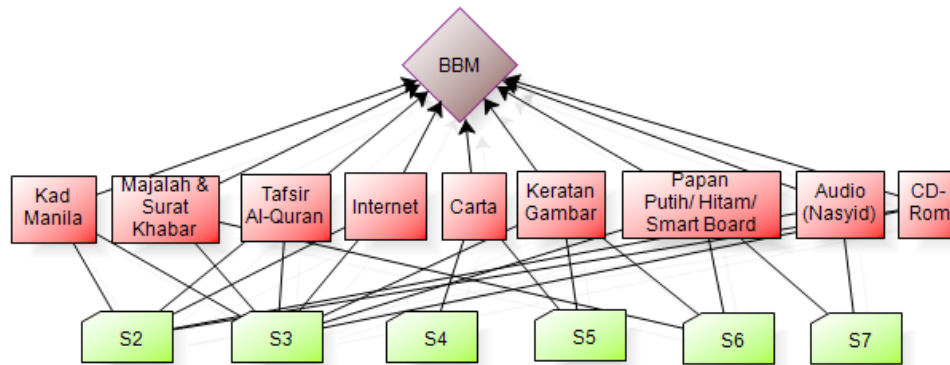 BBM
Kad
Manila
Majalah &
Surat
Khabar
Tafsir
Al-Quran
Internet
Carta
Keratan
Gambar
Papan
Putih/ Hitam/
Smart Board
Audio
(Nasyid)
CD-
Rom
S2
S3
S4
S5
S6
S7